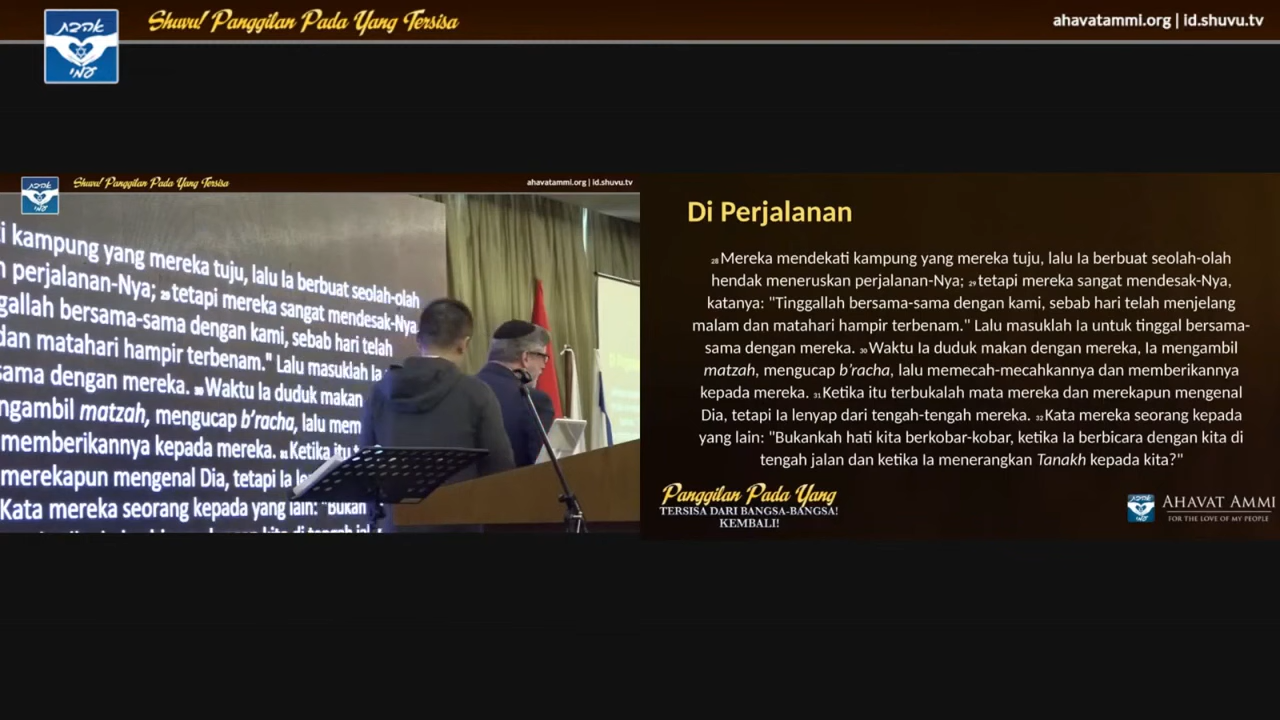 אהבת
עמי
Shuvu! Panggilan Pada Yang Tersisa
ahavatammi.org | id.shuvu.tv
אהבת
עמי
Shuvu! Panggilan Pada Yang Tersisa
ahavatammi.org | id.shuvu.tv
i kampung yang mereka tuju, lalu Ia berbuat seolah-olah
perjalanan-Nya; 29 tetapi mereka sangat mendesak-Nya,
gallah bersama-sama dengan kami, sebab hari telah
dan matahari hampir terbenam." Lalu masuklah Ia
sama dengan mereka. 30 Waktu Ia duduk makan
ngambil matzah, mengucap b'racha, lalu mem
memberikannya kepada mereka. 31 Ketika itu
merekapun mengenal Dia, tetapi Ia le
Kata mereka seorang kepada yang lain: "Bukan
Di Perjalanan
28 Mereka mendekati kampung yang mereka tuju, lalu Ia berbuat seolah-olah
hendak meneruskan perjalanan-Nya; 29 tetapi mereka sangat mendesak-Nya,
katanya: "Tinggallah bersama-sama dengan kami, sebab hari telah menjelang
malam dan matahari hampir terbenam." Lalu masuklah Ia untuk tinggal bersama-
sama dengan mereka. 30 Waktu Ia duduk makan dengan mereka, Ia mengambil
matzah, mengucap b'racha, lalu memecah-mecahkannya dan memberikannya
kepada mereka. 31 Ketika itu terbukalah mata mereka dan merekapun mengenal
Dia, tetapi Ia lenyap dari tengah-tengah mereka. 32 Kata mereka seorang kepada
yang lain: "Bukankah hati kita berkobar-kobar, ketika Ia berbicara dengan kita di
tengah jalan dan ketika Ia menerangkan Tanakh kepada kita?"
Panggilan Pada Yang
TERSISA DARI BANGSA-BANGSA!
KEMBALI!
AHAVAT AMMI
FOR THE LOVE OF MY PEOPLE